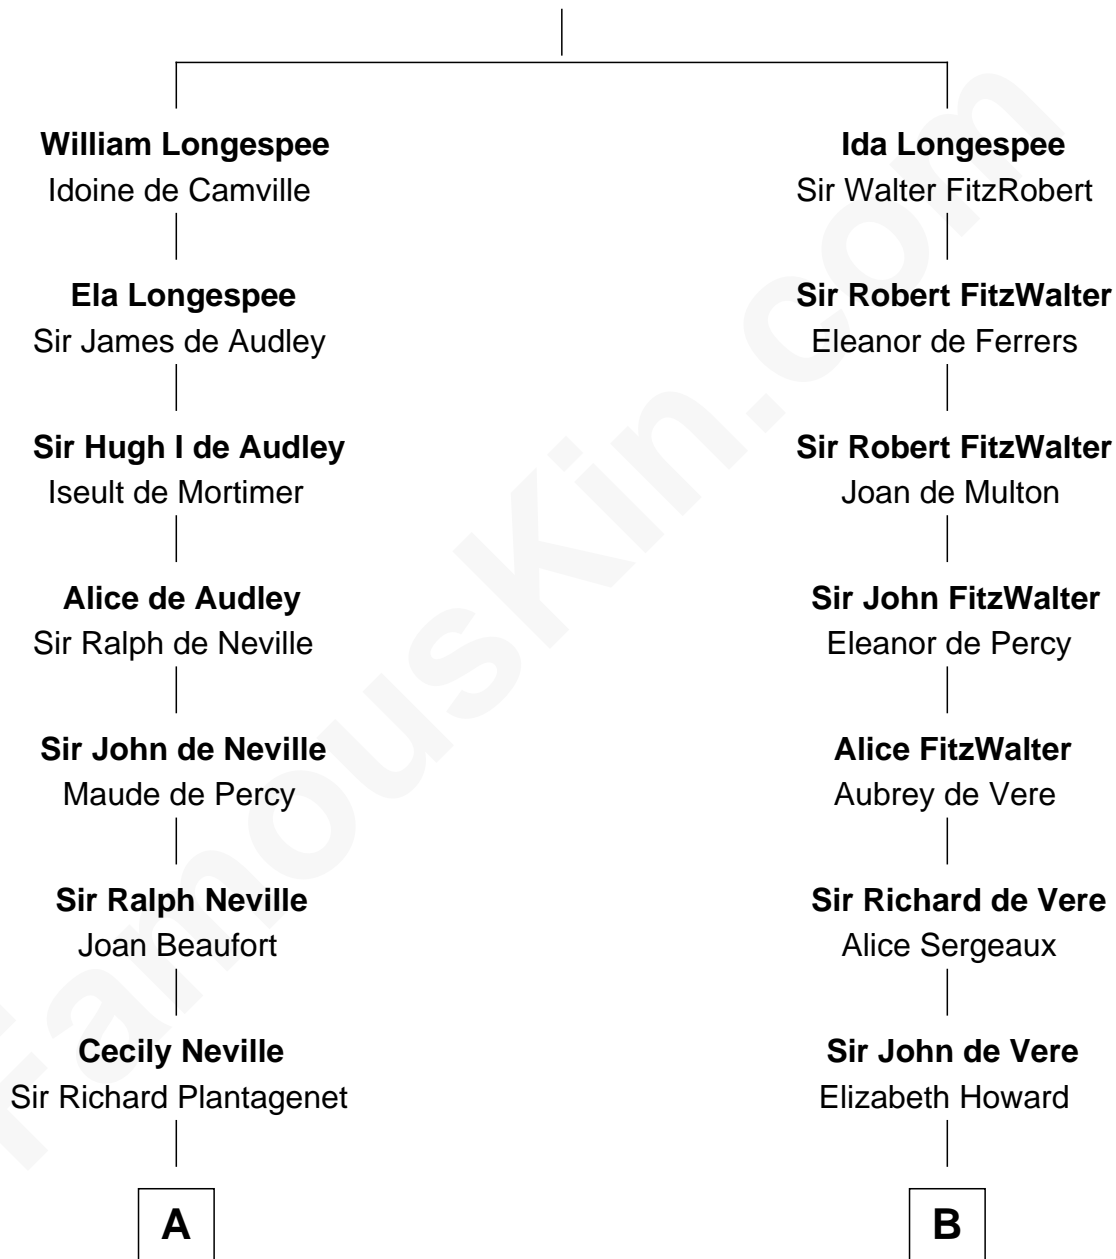 William Longespee
Idoine de Camville
Ela Longespee
Sir James de Audley
Sir Hugh I de Audley
Iseult de Mortimer
Alice de Audley
Sir Ralph de Neville
Sir John de Neville
Maude de Percy
Sir Ralph Neville
Joan Beaufort
Cecily Neville
Sir Richard Plantagenet
A
Ida Longespee
Sir Walter FitzRobert
Sir Robert FitzWalter
Eleanor de Ferrers
Sir Robert FitzWalter
Joan de Multon
Sir John FitzWalter
Eleanor de Percy
Alice FitzWalter
Aubrey de Vere
Sir Richard de Vere
Alice Sergeaux
Sir John de Vere
Elizabeth Howard
B
FamousKin.com